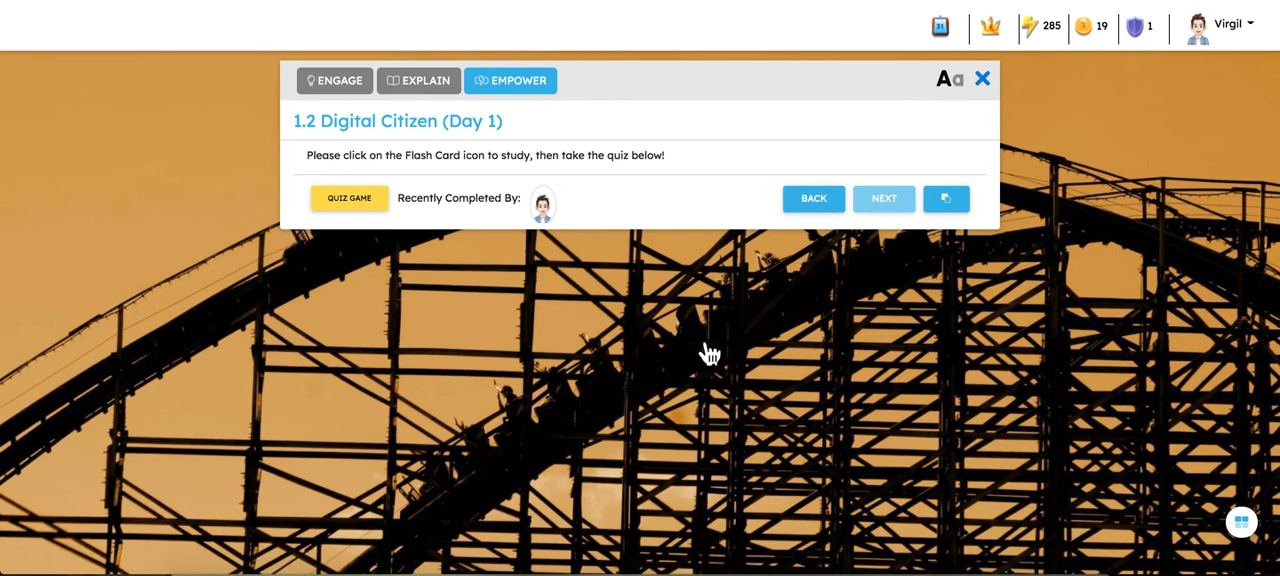 31
285
19
1
Virgil
ENGAGE
EXPLAIN
EMPOWER
Aa
1.2 Digital Citizen (Day 1)
Please click on the Flash Card icon to study, then take the quiz below!
QUIZ GAME
Recently Completed By:
BACK
NEXT